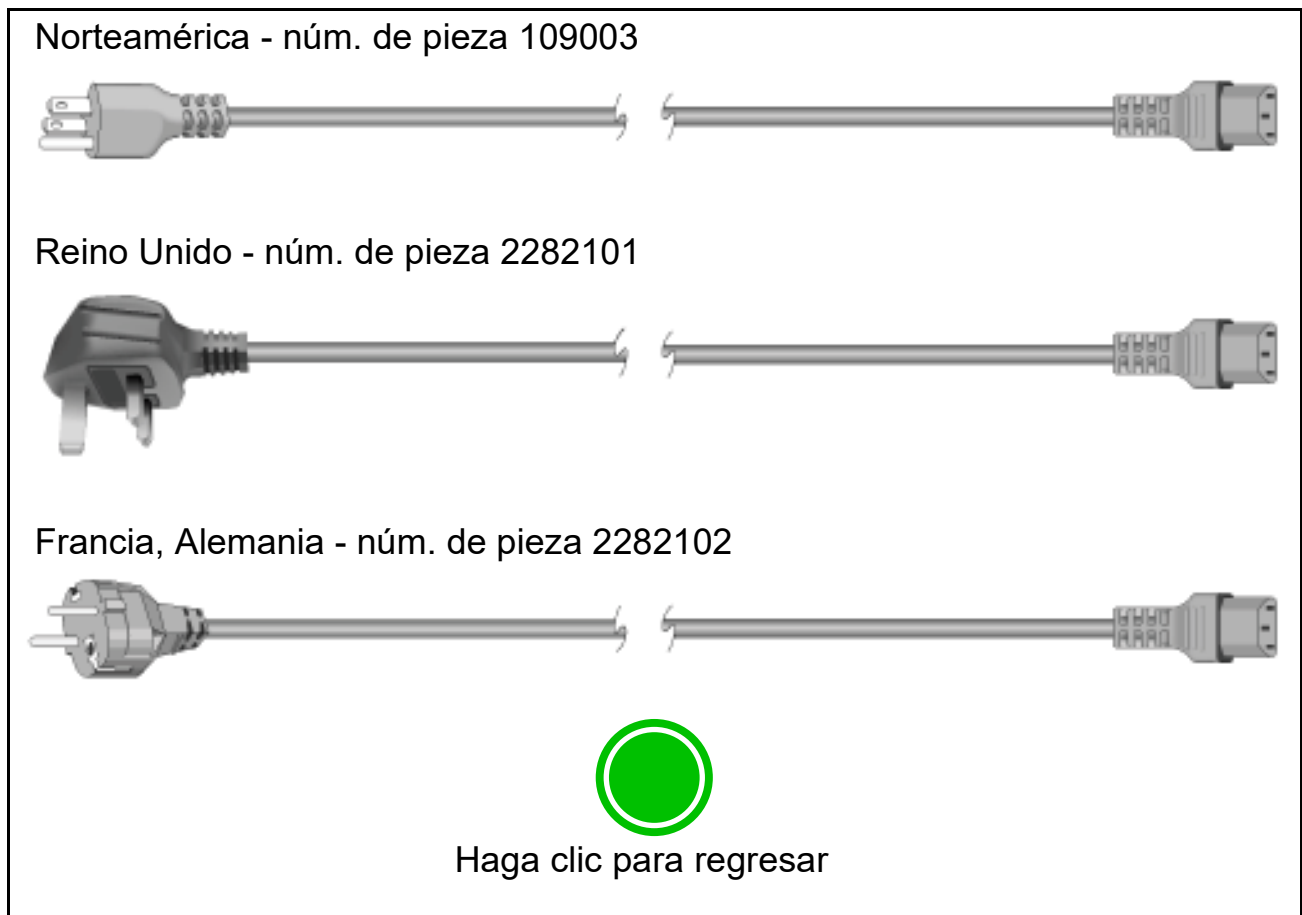 Norteamérica - núm. de pieza 109003
Reino Unido - núm. de pieza 2282101
Francia, Alemania - núm. de pieza 2282102
Haga clic para regresar